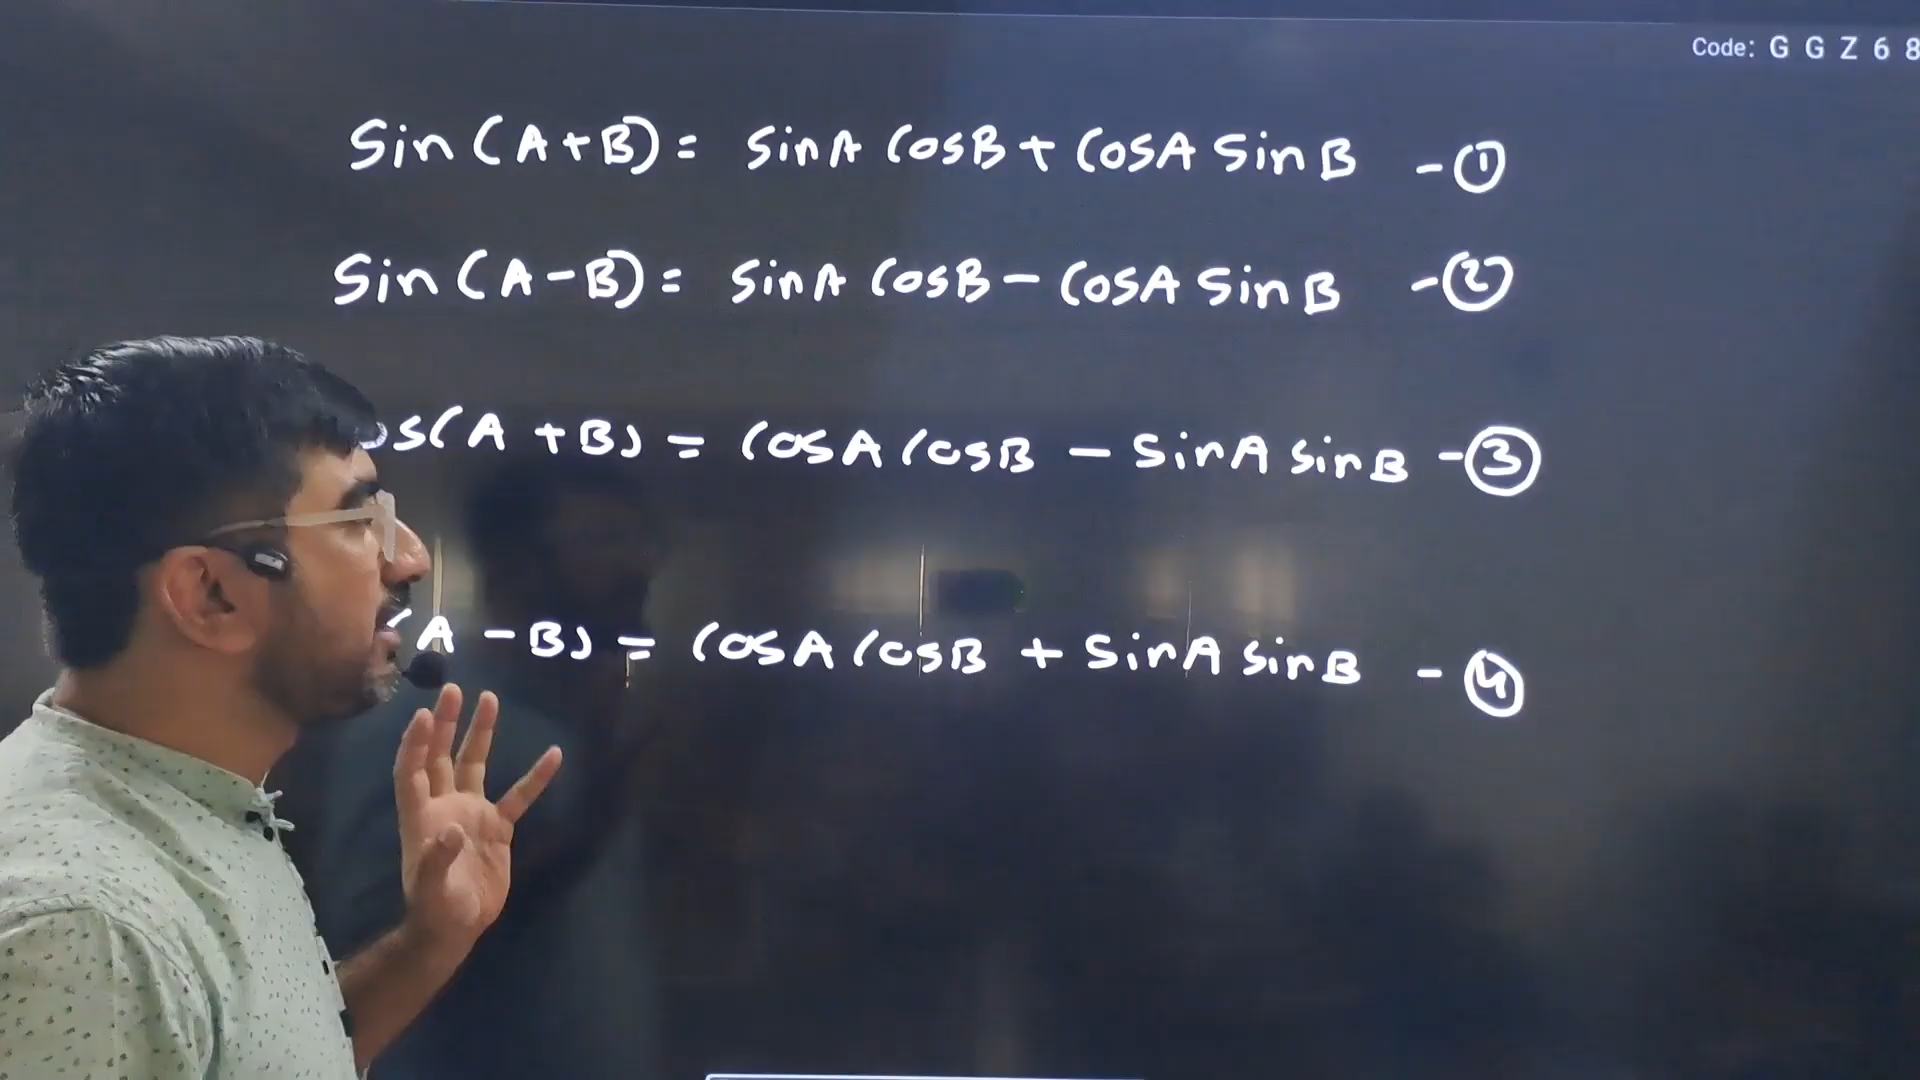 Code: G G Z 6 8
Sin(A+B) = sinA CosB + CosA SinB - ①
Sin(A-B) = sinA CosB - CosA SinB - ②
os(A+B) = CosA CosB - SinA sinB - ③
(A-B) = CosA CosB + SinA sinB - ④